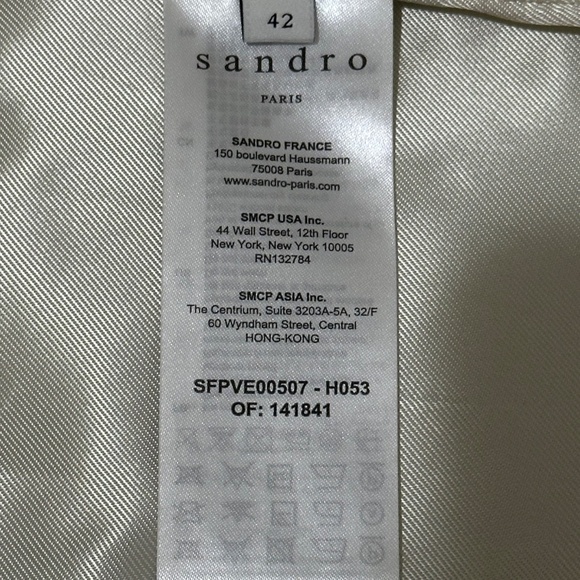 42
sandro
PARIS
SANDRO FRANCE
150 boulevard Haussmann
75008 Paris
www.sandro-paris.com
SMCP USA Inc.
44 Wall Street, 12th Floor
New York, New York 10005
RN132784
SMCP ASIA Inc.
The Centrium, Suite 3203A-5A, 32/F
60 Wyndham Street, Central
HONG-KONG
SFPVE00507 - H053
OF: 141841